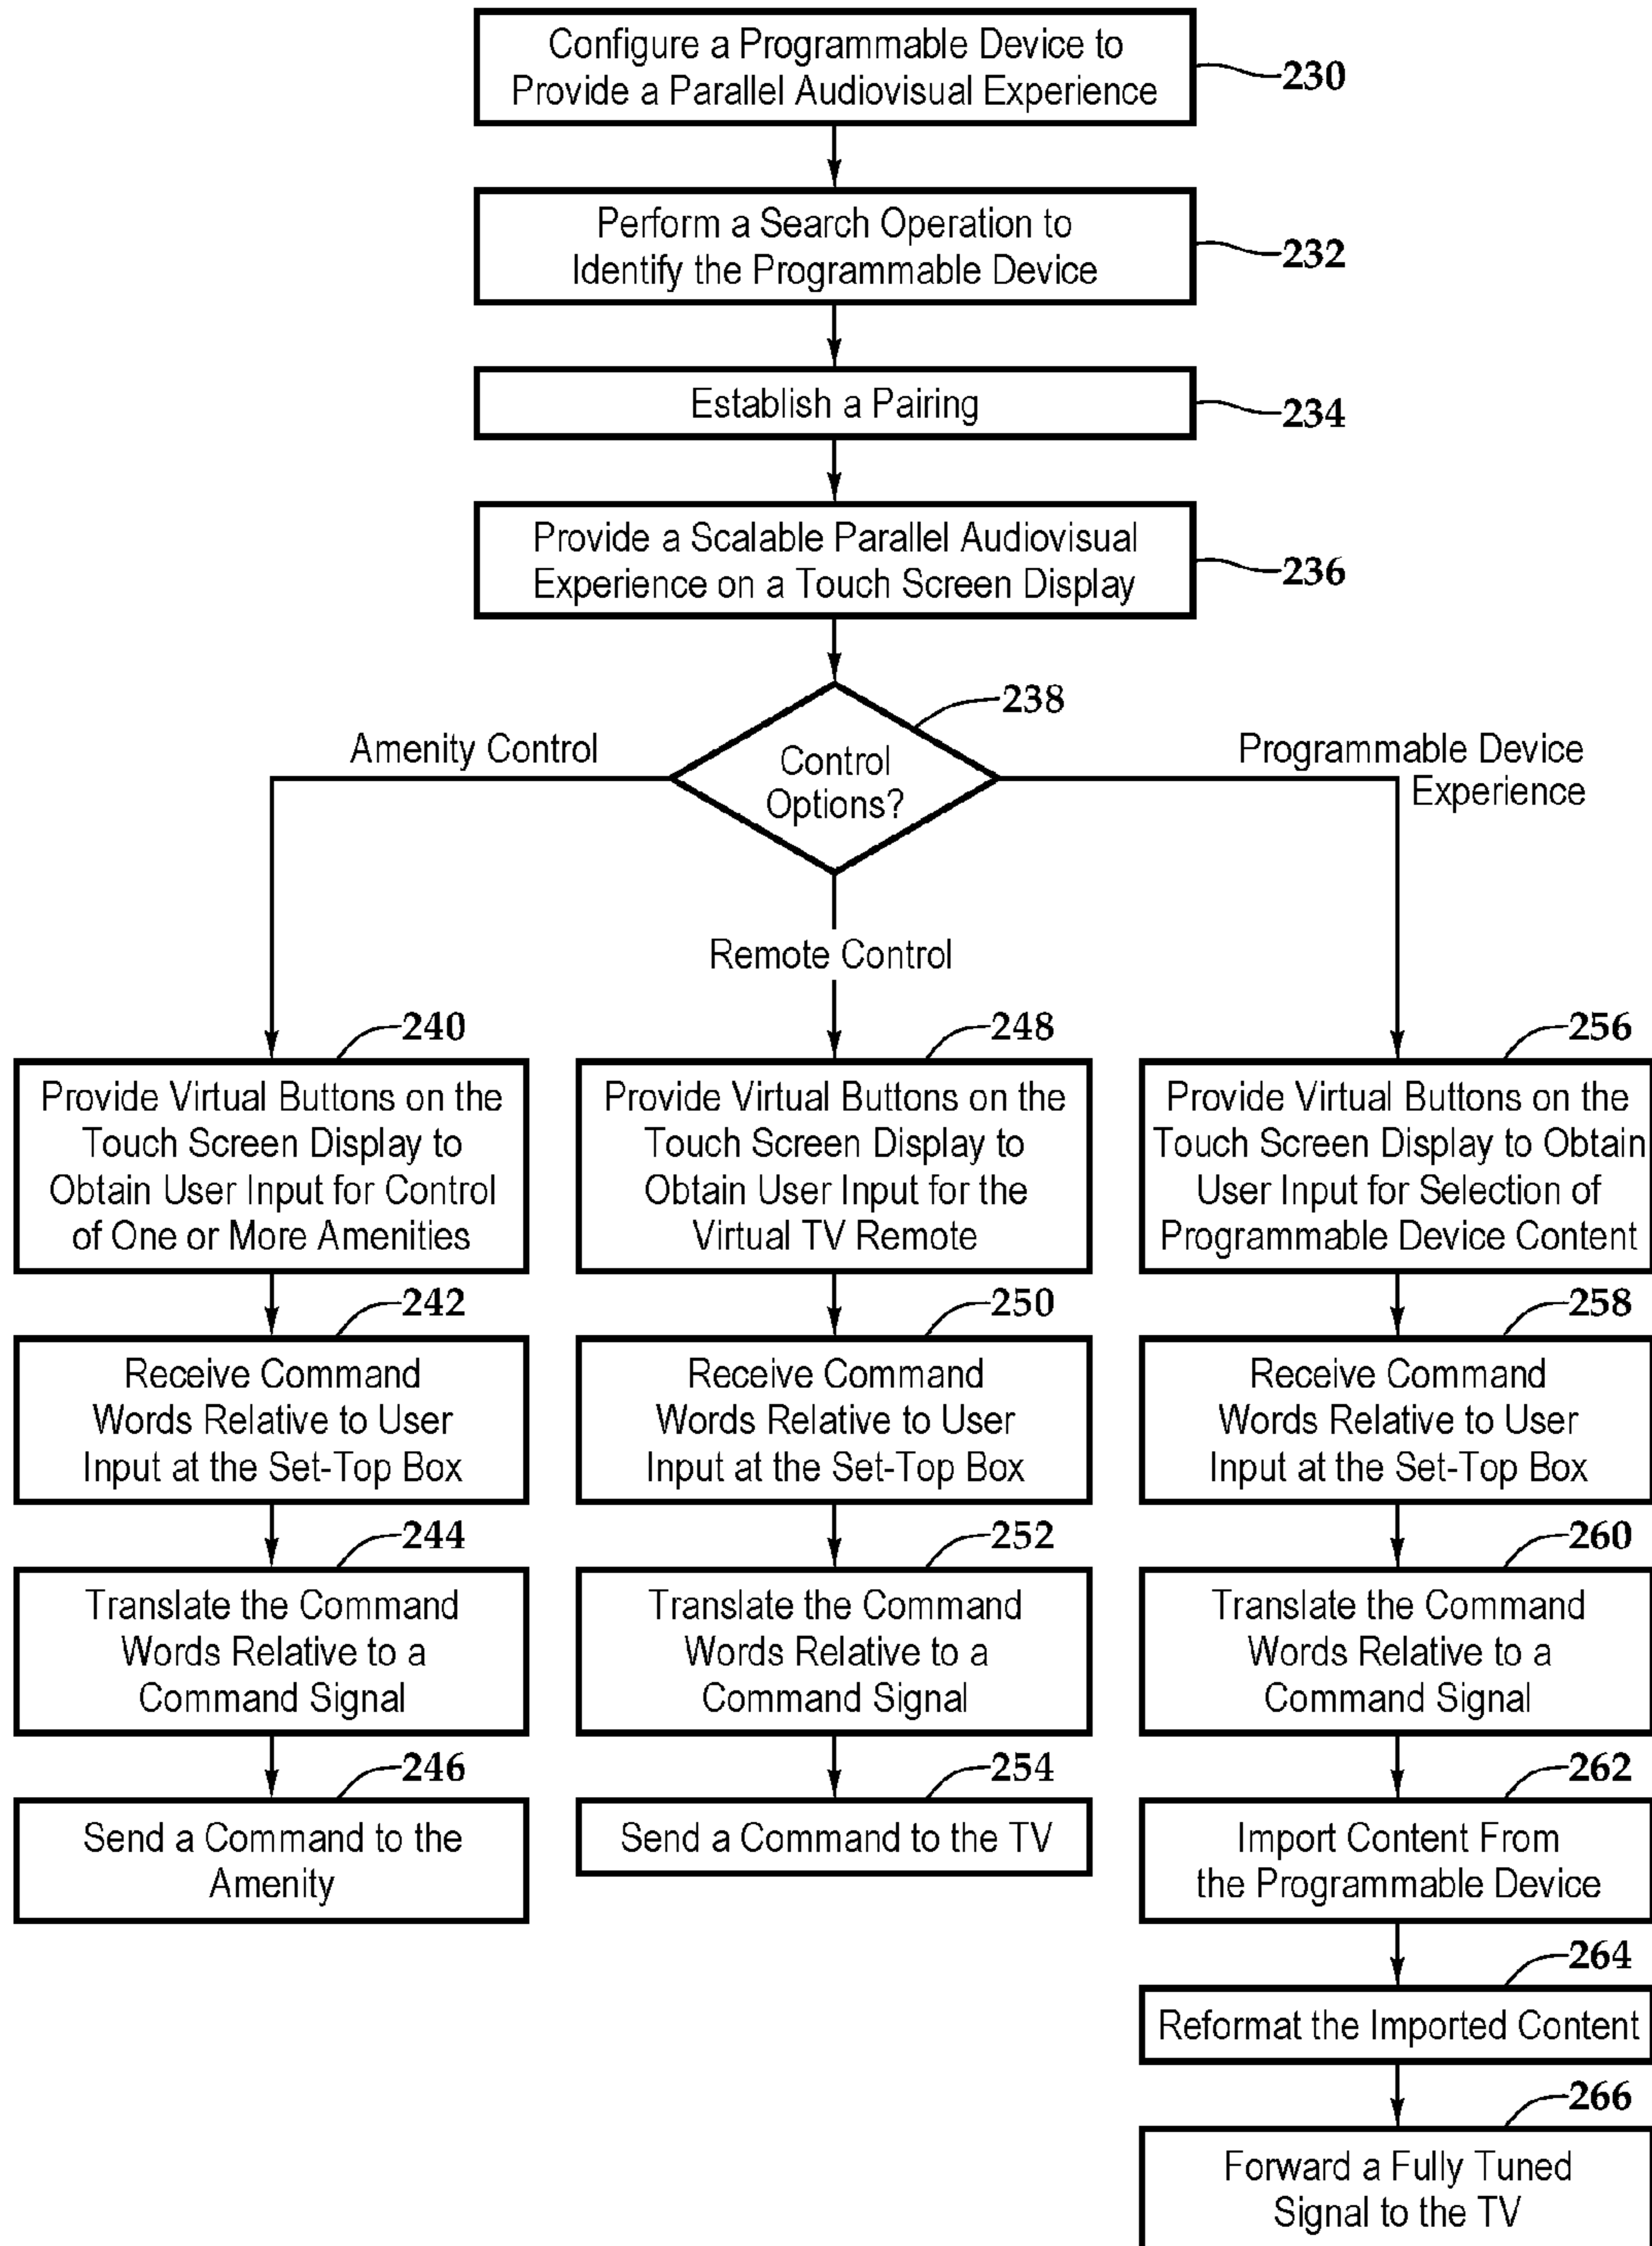 Configure a Programmable Device to
Provide a Parallel Audiovisual Experience
230
Perform a Search Operation to
Identify the Programmable Device
232
Establish a Pairing
234
Provide a Scalable Parallel Audiovisual
Experience on a Touch Screen Display
236
238
Control
Options?
Amenity Control
Remote Control
Programmable Device
Experience
240
Provide Virtual Buttons on the
Touch Screen Display to
Obtain User Input for Control
of One or More Amenities
242
Receive Command
Words Relative to User
Input at the Set-Top Box
244
Translate the Command
Words Relative to a
Command Signal
246
Send a Command to the
Amenity
248
Provide Virtual Buttons on the
Touch Screen Display to
Obtain User Input for the
Virtual TV Remote
250
Receive Command
Words Relative to User
Input at the Set-Top Box
252
Translate the Command
Words Relative to a
Command Signal
254
Send a Command to the TV
256
Provide Virtual Buttons on the
Touch Screen Display to Obtain
User Input for Selection of
Programmable Device Content
258
Receive Command
Words Relative to User
Input at the Set-Top Box
260
Translate the Command
Words Relative to a
Command Signal
262
Import Content From
the Programmable Device
264
Reformat the Imported Content
266
Forward a Fully Tuned
Signal to the TV